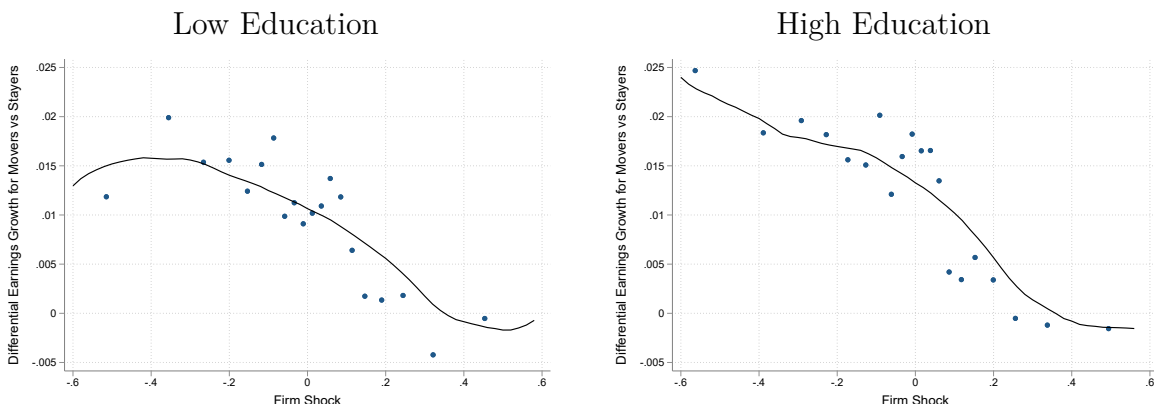 Low Education
Differential Earnings Growth for Movers vs Stayers
.025
.02
.015
.01
.005
0
-.005
-.6 -.4 -.2 0 .2 .4 .6
Firm Shock
High Education
Differential Earnings Growth for Movers vs Stayers
.025
.02
.015
.01
.005
0
-.005
-.6 -.4 -.2 0 .2 .4 .6
Firm Shock